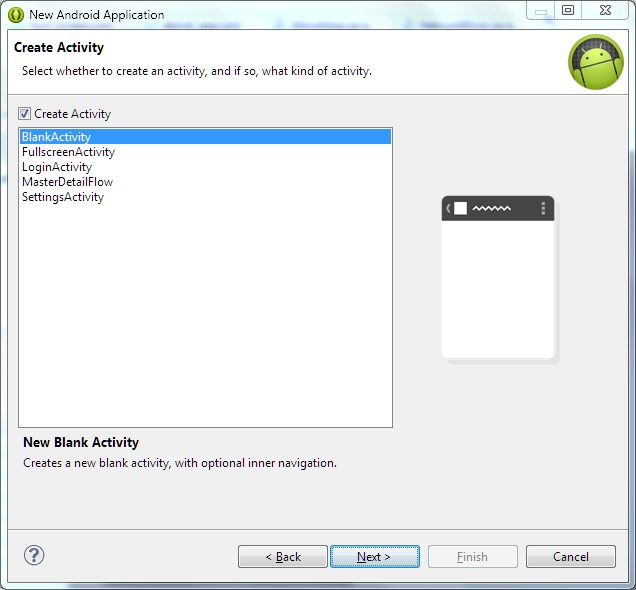 New Android Application
Create Activity
Select whether to create an activity, and if so, what kind of activity.
Create Activity
BlankActivity
FullscreenActivity
LoginActivity
MasterDetailFlow
SettingsActivity
New Blank Activity
Creates a new blank activity, with optional inner navigation.
?
< Back
Next >
Finish
Cancel